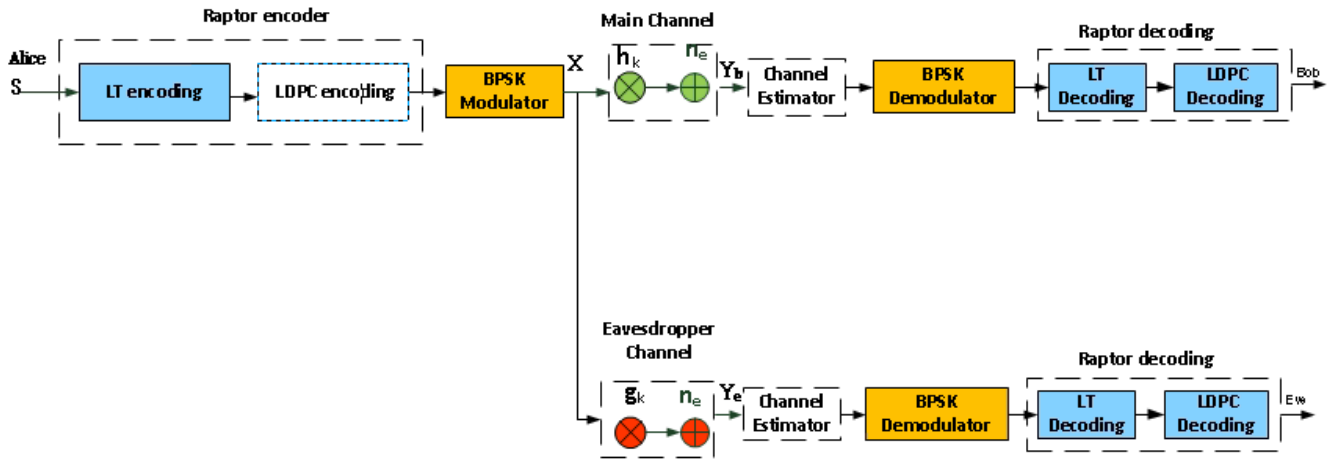 Raptor encoder
Alice
S
LT encoding
LDPC encoding
BPSK
Modulator
X
Main Channel
hk
ne
Yb
Channel
Estimator
BPSK
Demodulator
Raptor decoding
LT
Decoding
LDPC
Decoding
Bob
Eavesdropper
Channel
gk
ne
Ye
Channel
Estimator
BPSK
Demodulator
Raptor decoding
LT
Decoding
LDPC
Decoding
Eve